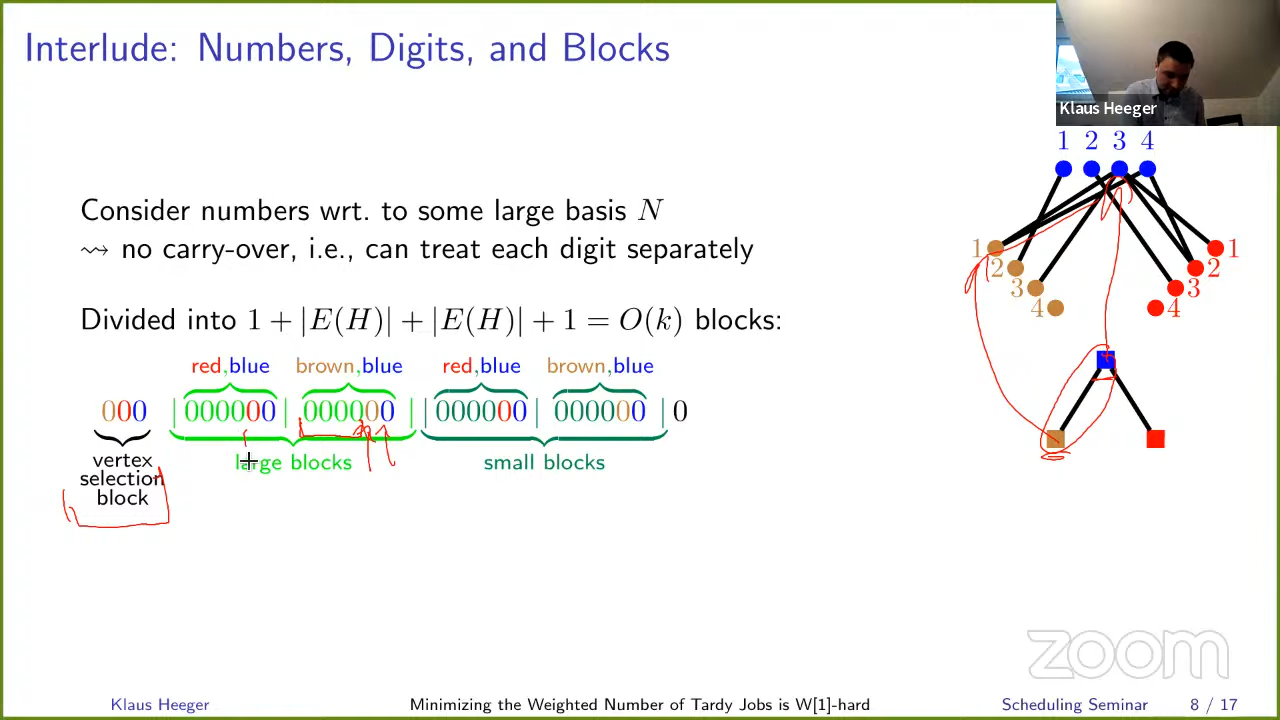 Interlude: Numbers, Digits, and Blocks
Klaus Heeger
Consider numbers wrt. to some large basis N
⇝ no carry-over, i.e., can treat each digit separately
Divided into 1 + |E(H)| + |E(H)| + 1 = O(k) blocks:
red,blue brown,blue red,blue brown,blue
000 |000000| 000000 ||000000| 000000 |0
vertex
selection
block
large blocks small blocks
1 2 3 4
1 1
2 2
3 3
4 4
zoom
Klaus Heeger Minimizing the Weighted Number of Tardy Jobs is W[1]-hard Scheduling Seminar 8 / 17